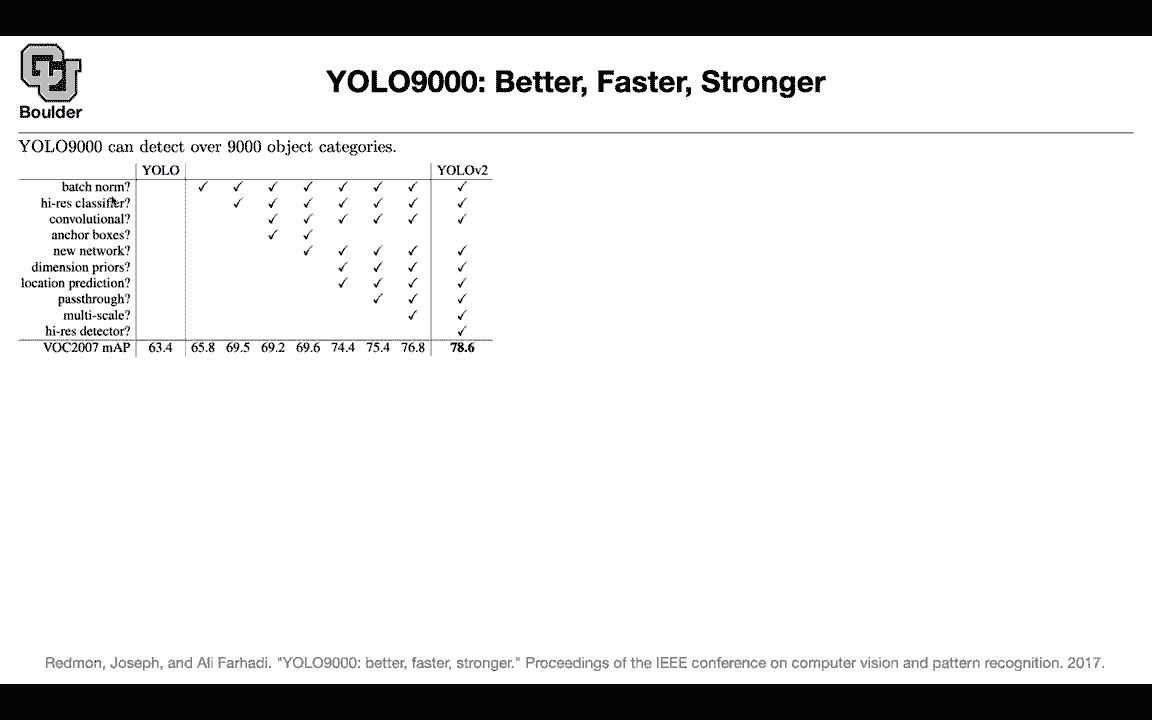 CU
Boulder
YOLO9000: Better, Faster, Stronger
YOLO9000 can detect over 9000 object categories.
YOLO YOLOv2
batch norm? ✓ ✓ ✓ ✓ ✓ ✓ ✓ ✓
hi-res classifier? ✓ ✓ ✓ ✓ ✓ ✓ ✓
convolutional? ✓ ✓ ✓ ✓ ✓ ✓
anchor boxes? ✓ ✓
new network? ✓ ✓ ✓ ✓ ✓
dimension priors? ✓ ✓ ✓ ✓
location prediction? ✓ ✓ ✓ ✓
passthrough? ✓ ✓ ✓
multi-scale? ✓ ✓
hi-res detector? ✓
VOC2007 mAP 63.4 65.8 69.5 69.2 69.6 74.4 75.4 76.8 78.6
Redmon, Joseph, and Ali Farhadi. "YOLO9000: better, faster, stronger." Proceedings of the IEEE conference on computer vision and pattern recognition. 2017.